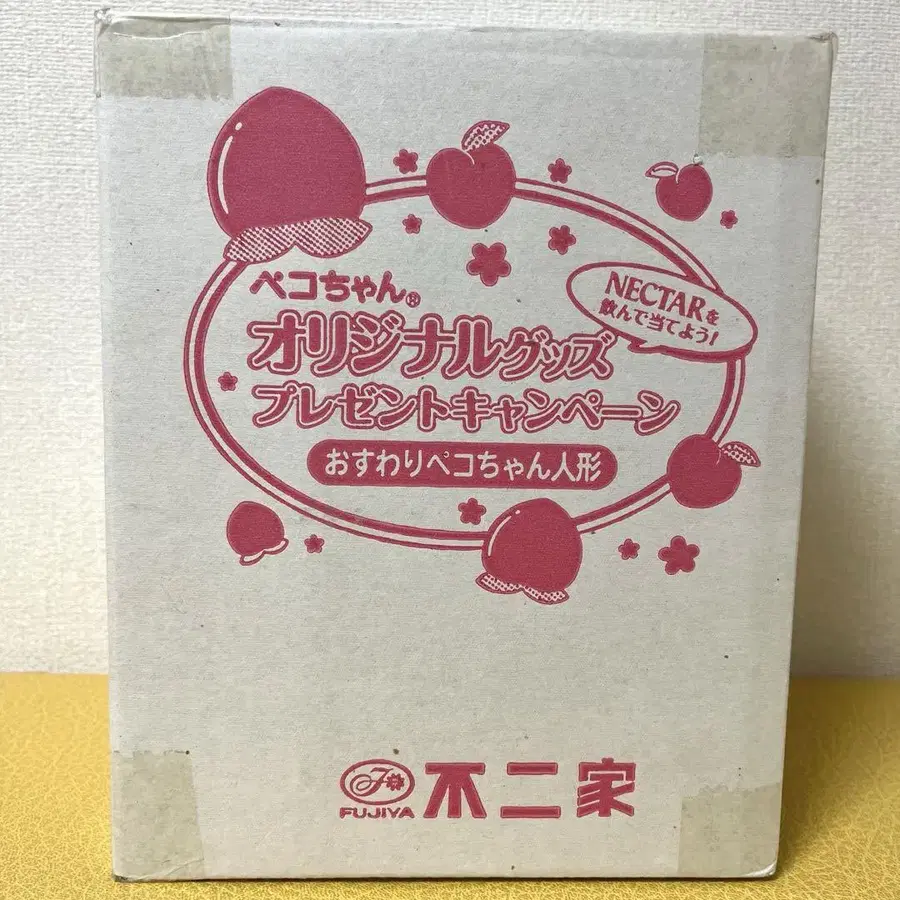 ペコちゃん®
オリジナルグッズ
プレゼントキャンペーン
おすわりペコちゃん人形
NECTARを
飲んで当てよう!
F
FUJIYA
不二家